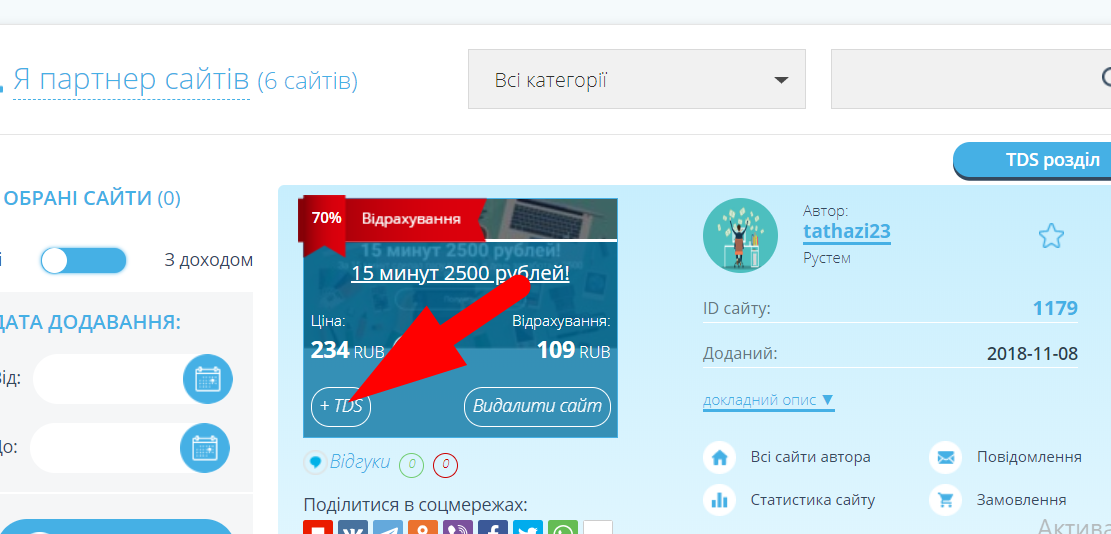 Я партнер сайтів (6 сайтів)
Всі категорії
TDS розділ
ОБРАНІ САЙТИ (0)
З доходом
ДАТА ДОДАВАННЯ:
Від:
До:
70% Відрахування
15 минут 2500 рублей!
15 минут 2500 рублей!
Ціна: Відрахування:
234 RUB 109 RUB
+ TDS Видалити сайт
Відгуки 0 0
Поділитися в соцмережах:
Автор:
tathazi23
Рустем
ID сайту: 1179
Доданий: 2018-11-08
докладний опис ▼
Всі сайти автора Повідомлення
Статистика сайту Замовлення